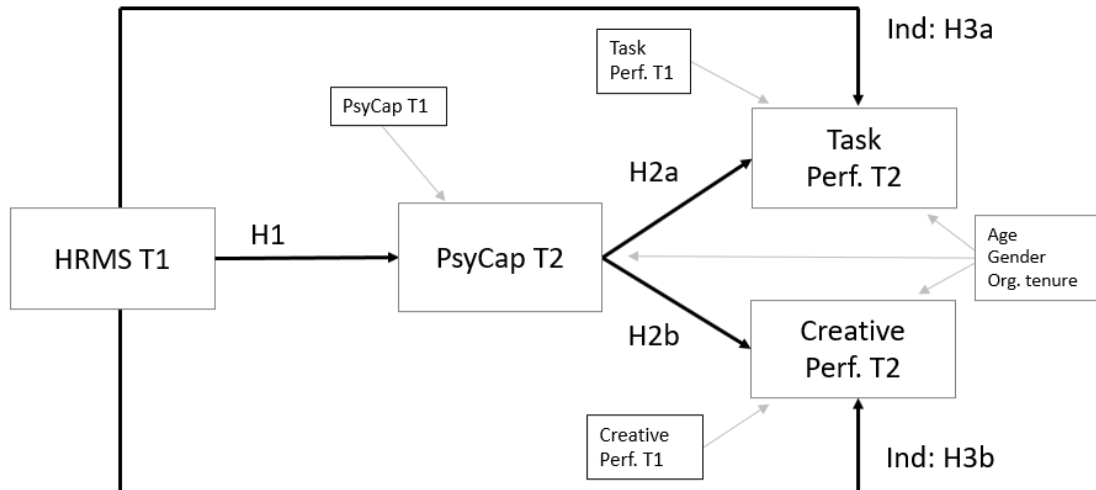 Ind: H3a
Task
Perf. T1
PsyCap T1
Task
Perf. T2
H2a
HRMS T1
H1
PsyCap T2
Age
Gender
Org. tenure
H2b
Creative
Perf. T2
Creative
Perf. T1
Ind: H3b